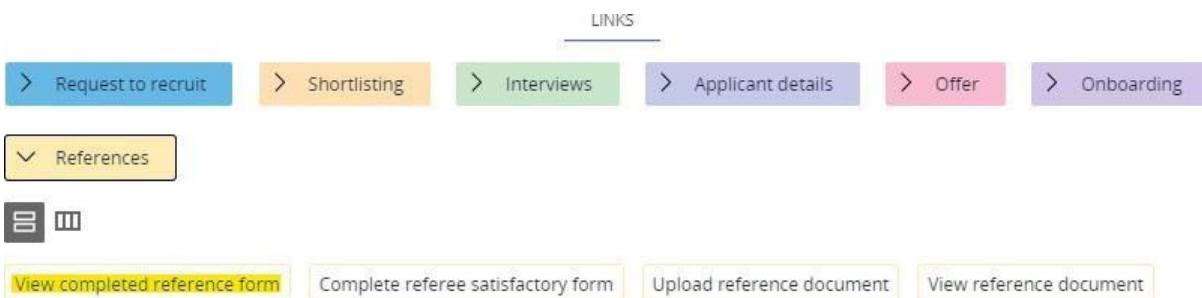 LINKS
Request to recruit Shortlisting Interviews Applicant details Offer Onboarding
References
View completed reference form Complete referee satisfactory form Upload reference document View reference document